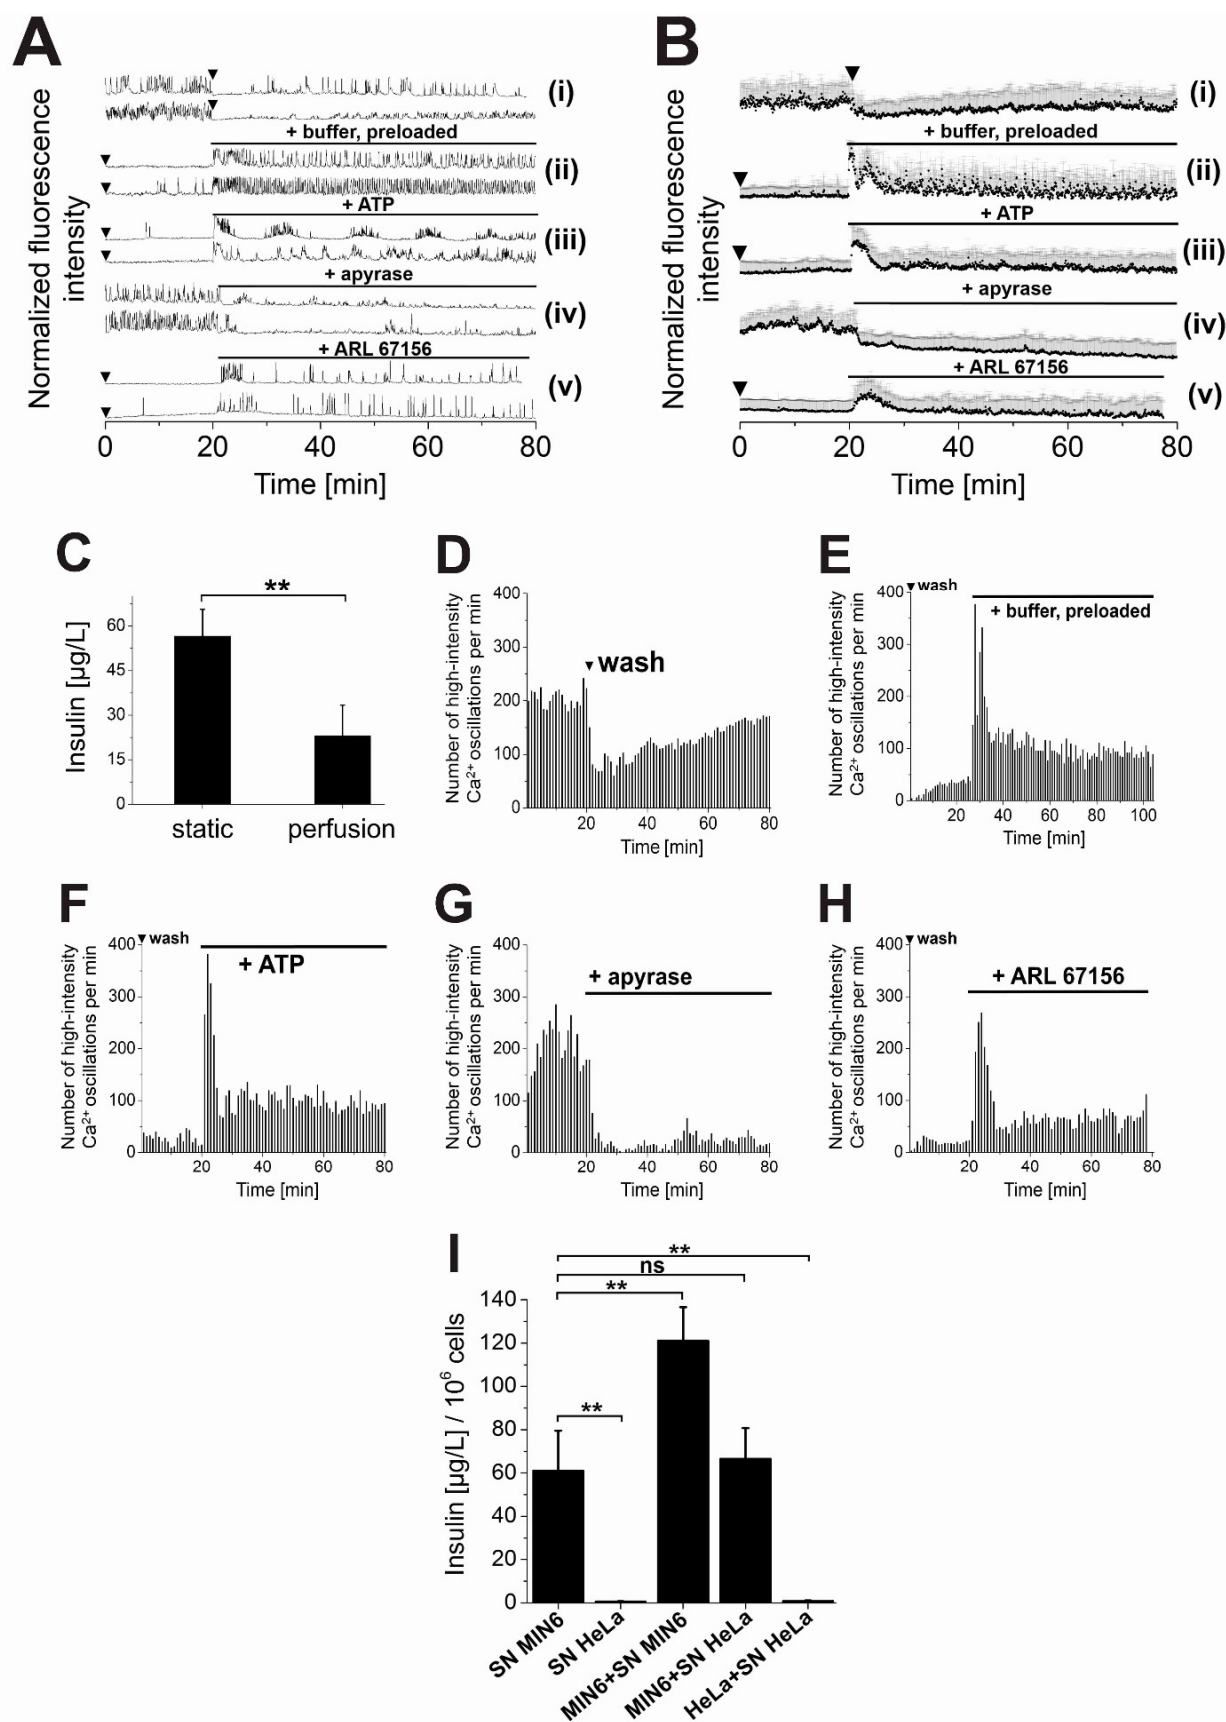 A
Normalized fluorescence
intensity
(i)
+ buffer, preloaded
(ii)
+ ATP
(iii)
+ apyrase
(iv)
+ ARL 67156
(v)
0 20 40 60 80
Time [min]
B
Normalized fluorescence
intensity
(i)
+ buffer, preloaded
(ii)
+ ATP
(iii)
+ apyrase
(iv)
+ ARL 67156
(v)
0 20 40 60 80
Time [min]
C
Insulin [µg/L]
60
45
30
15
0
**
static perfusion
D
Number of high-intensity
Ca²⁺ oscillations per min
400
300
200
100
0
wash
20 40 60 80
Time [min]
E
Number of high-intensity
Ca²⁺ oscillations per min
400
300
200
100
0
wash
+ buffer, preloaded
20 40 60 80 100
Time [min]
F
Number of high-intensity
Ca²⁺ oscillations per min
400
300
200
100
0
wash
+ ATP
20 40 60 80
Time [min]
G
Number of high-intensity
Ca²⁺ oscillations per min
400
300
200
100
0
+ apyrase
20 40 60 80
Time [min]
H
Number of high-intensity
Ca²⁺ oscillations per min
400
300
200
100
0
wash
+ ARL 67156
20 40 60 80
Time [min]
I
Insulin [µg/L] / 10⁶ cells
140
120
100
80
60
40
20
0
**
ns
**
**
SN MIN6
SN HeLa
MIN6+SN MIN6
MIN6+SN HeLa
HeLa+SN HeLa